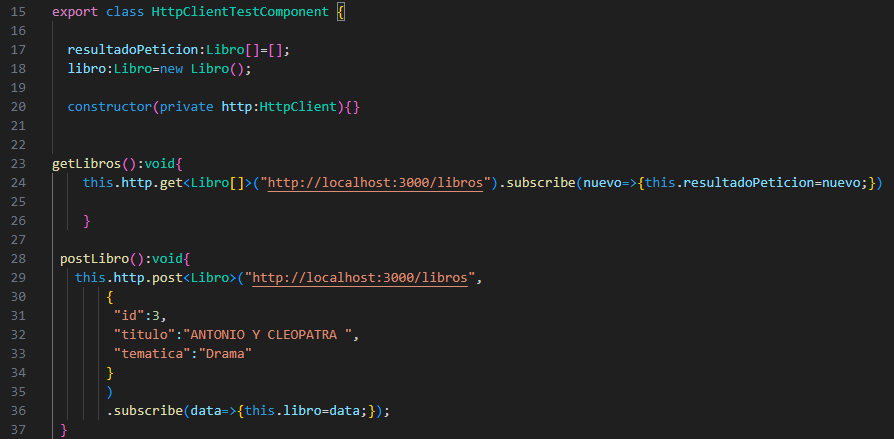 15 export class HttpClientTestComponent {
16
17 resultadoPeticion:Libro[]=[];
18 libro:Libro=new Libro();
19
20 constructor(private http:HttpClient){}
21
22
23 getLibros():void{
24 this.http.get<Libro[]>("http://localhost:3000/libros").subscribe(nuevo=>{this.resultadoPeticion=nuevo;})
25
26 }
27
28 postLibro():void{
29 this.http.post<Libro>("http://localhost:3000/libros",
30 {
31 "id":3,
32 "titulo":"ANTONIO Y CLEOPATRA ",
33 "tematica":"Drama"
34 }
35 )
36 .subscribe(data=>{this.libro=data;});
37 }